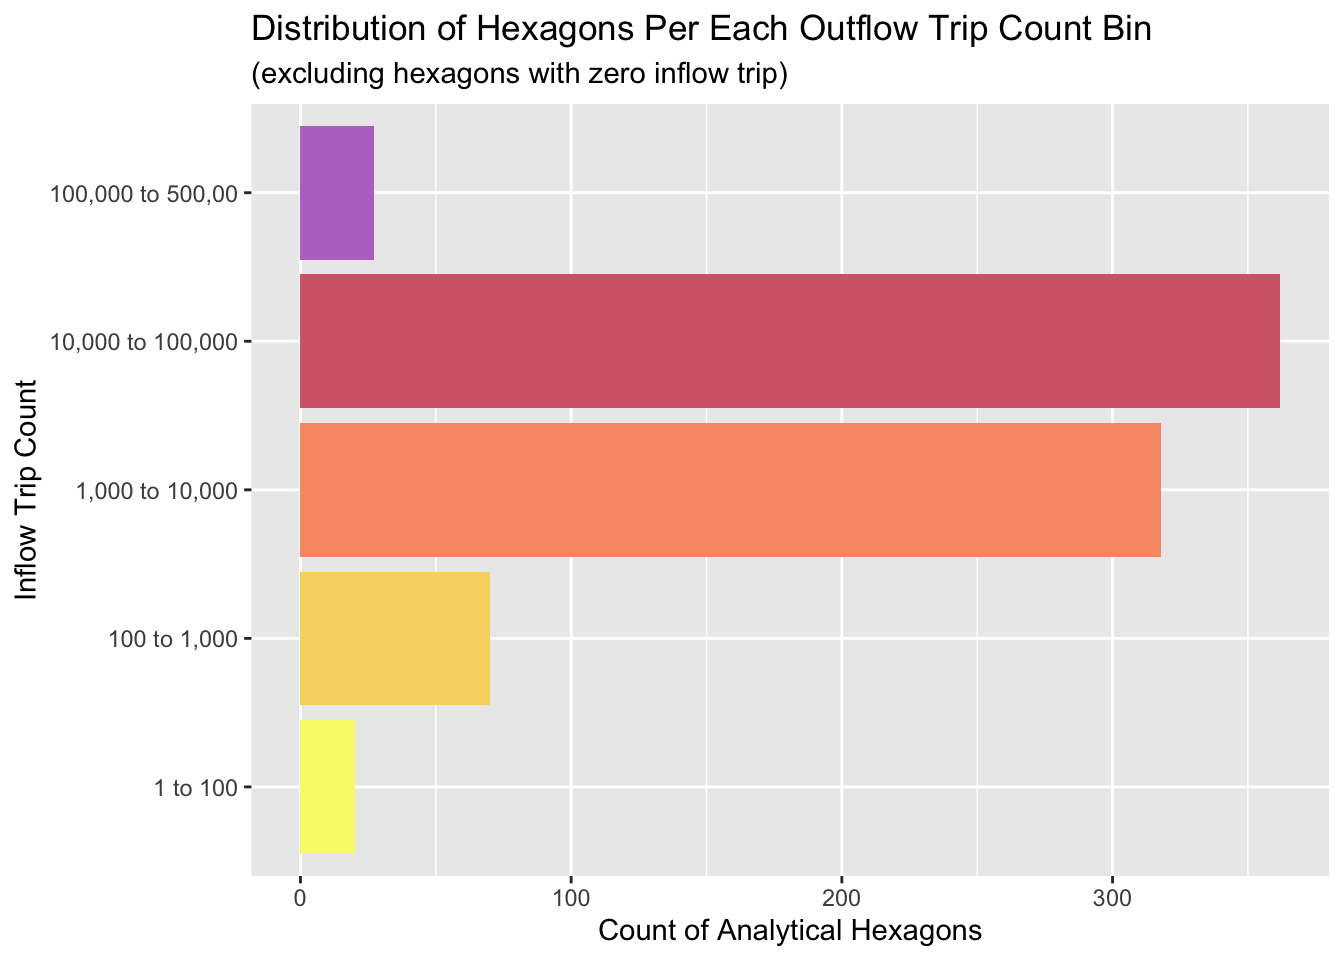 Distribution of Hexagons Per Each Outflow Trip Count Bin
(excluding hexagons with zero inflow trip)
Inflow Trip Count
100,000 to 500,00
10,000 to 100,000
1,000 to 10,000
100 to 1,000
1 to 100
0 100 200 300
Count of Analytical Hexagons